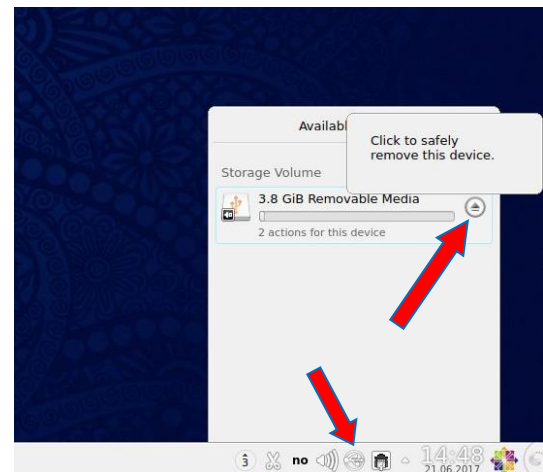 Availabl
Click to safely
remove this device.
Storage Volume
3.8 GiB Removable Media
2 actions for this device
3
no
14:48
21.06.2017